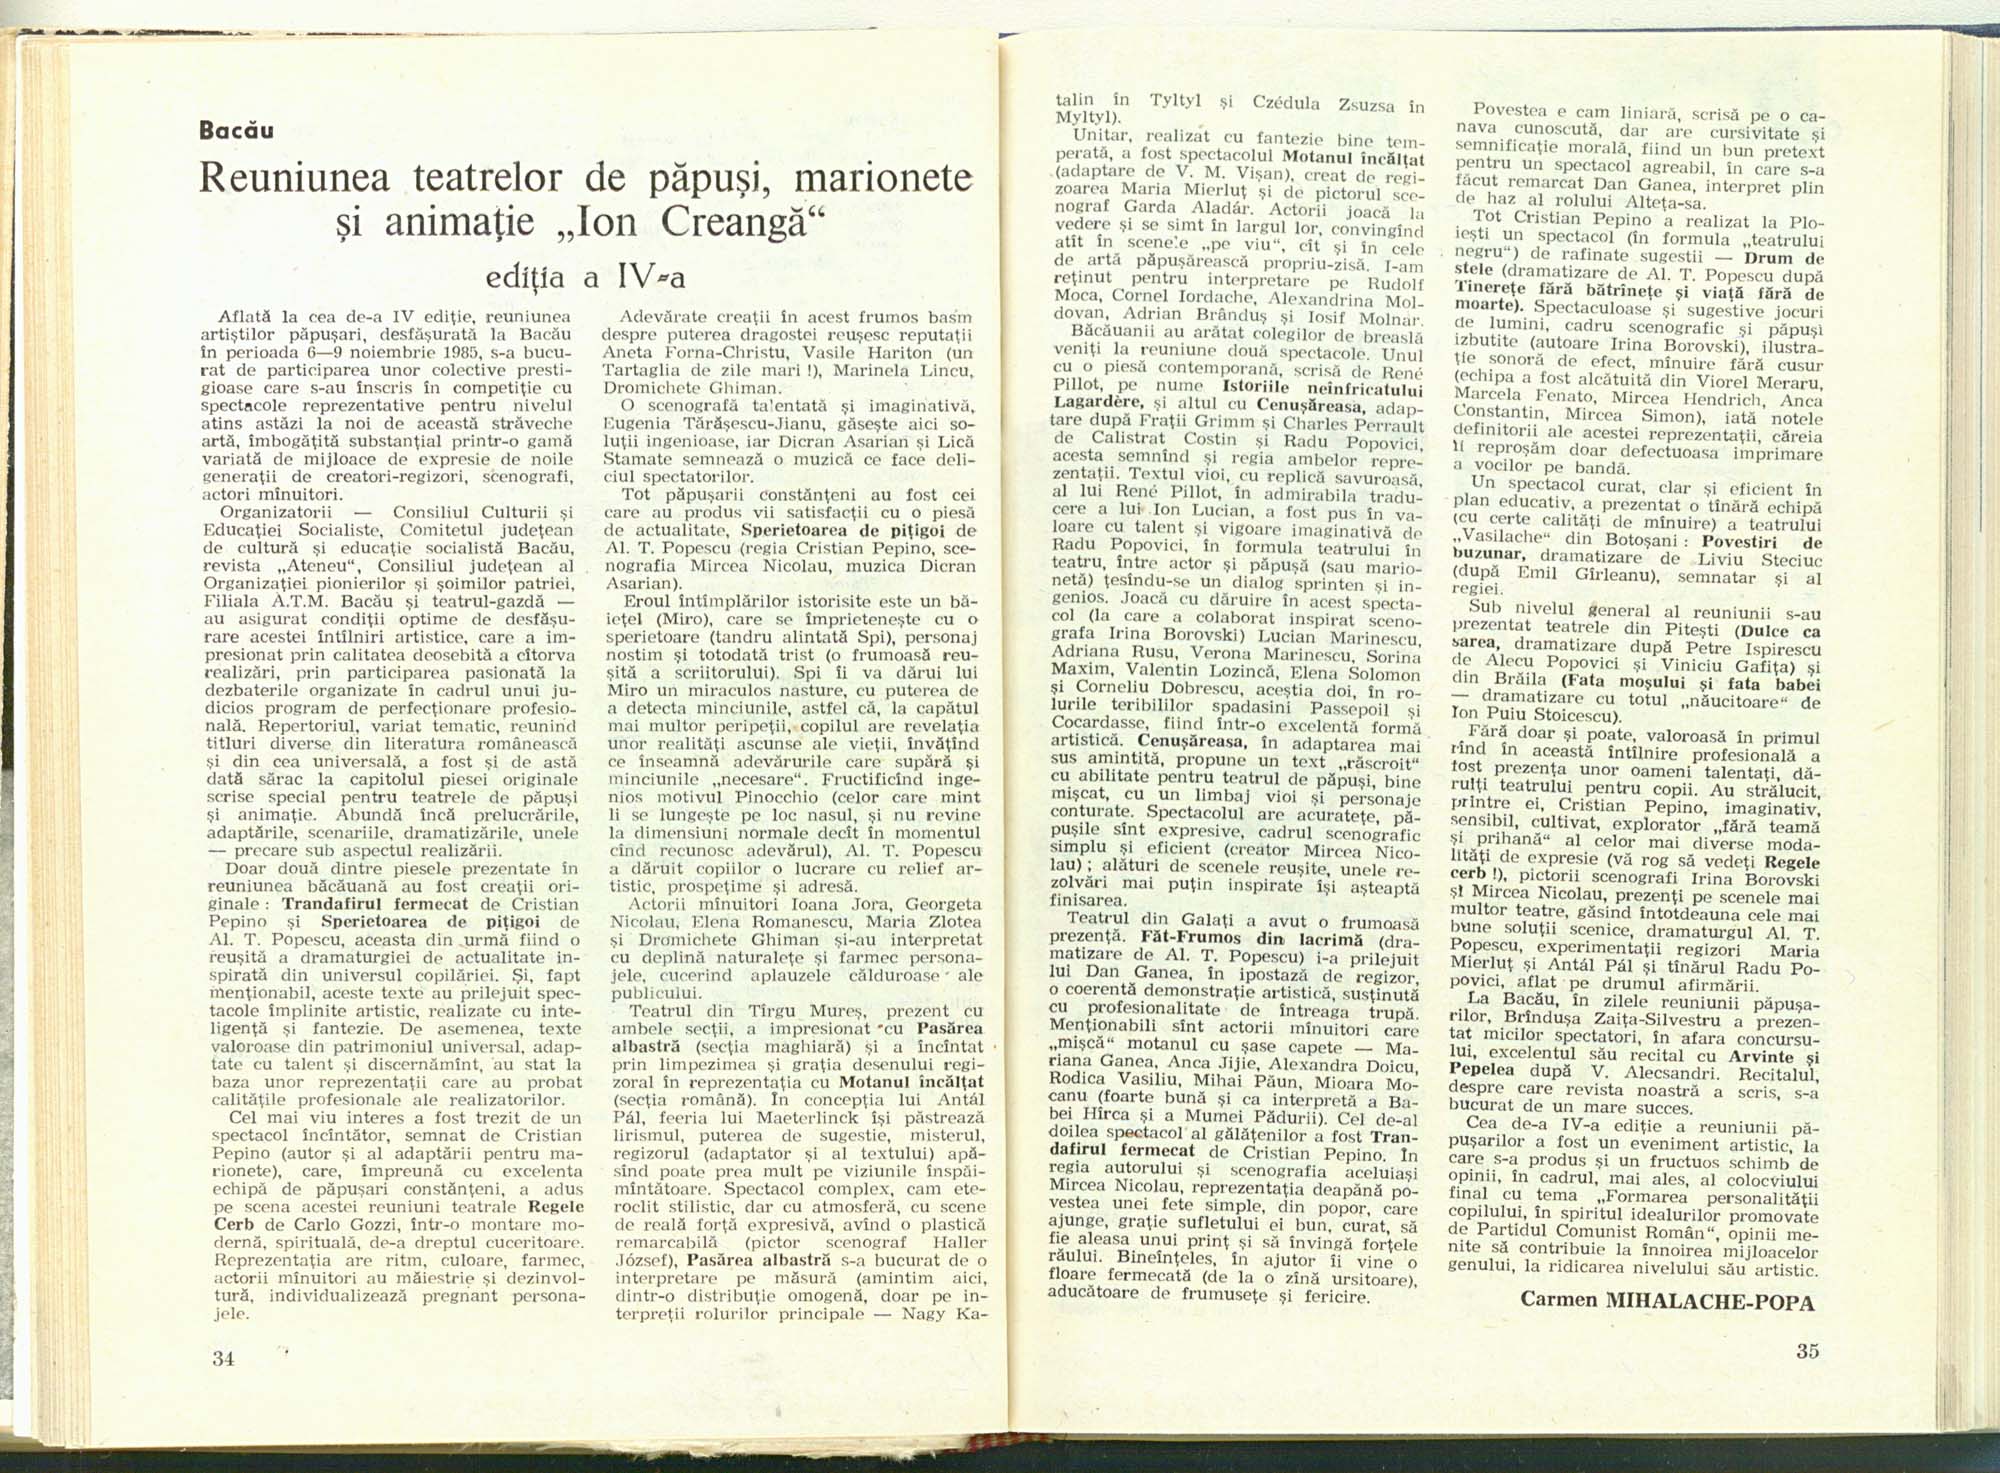 Bacău
Reuniunea teatrelor de păpuși, marionete
și animație „Ion Creangă“
ediția a IV-a
Aflată la cea de-a IV ediție, reuniunea
artiștilor păpușari, desfășurată la Bacău
în perioada 6—9 noiembrie 1985, s-a bucu-
rat de participarea unor colective presti-
gioase care s-au înscris în competiție cu
spectacole reprezentative pentru nivelul
atins astăzi la noi de această străveche
artă, îmbogățită substanțial printr-o gamă
variată de mijloace de expresie de noile
generații de creatori-regizori, scenografi,
actori mînuitori.
Organizatorii — Consiliul Culturii și
Educației Socialiste, Comitetul județean
de cultură și educație socialistă Bacău,
revista „Ateneu“, Consiliul județean al
Organizației pionierilor și șoimilor patriei,
Filiala A.T.M. Bacău și teatrul-gazdă —
au asigurat condiții optime de desfășu-
rare acestei întîlniri artistice, care a im-
presionat prin calitatea deosebită a cîtorva
realizări, prin participarea pasionată la
dezbaterile organizate în cadrul unui ju-
dicios program de perfecționare profesio-
nală. Repertoriul, variat tematic, reunind
titluri diverse din literatura românească
și din cea universală, a fost și de astă
dată sărac la capitolul piesei originale
scrise special pentru teatrele de păpuși
și animație. Abundă încă prelucrările,
adaptările, scenariile, dramatizările, unele
— precare sub aspectul realizării.
Doar două dintre piesele prezentate în
reuniunea băcăuană au fost creații ori-
ginale : Trandafirul fermecat de Cristian
Pepino și Sperietoarea de pițigoi de
Al. T. Popescu, aceasta din urmă fiind o
reușită a dramaturgiei de actualitate in-
spirată din universul copilăriei. Și, fapt
menționabil, aceste texte au prilejuit spec-
tacole împlinite artistic, realizate cu inte-
ligență și fantezie. De asemenea, texte
valoroase din patrimoniul universal, adap-
tate cu talent și discernămînt, au stat la
baza unor reprezentații care au probat
calitățile profesionale ale realizatorilor.
Cel mai viu interes a fost trezit de un
spectacol încîntător, semnat de Cristian
Pepino (autor și al adaptării pentru ma-
rionete), care, împreună cu excelenta
echipă de păpușari constănțeni, a adus
pe scena acestei reuniuni teatrale Regele
Cerb de Carlo Gozzi, într-o montare mo-
dernă, spirituală, de-a dreptul cuceritoare.
Reprezentația are ritm, culoare, farmec,
actorii mînuitori au măiestrie și dezinvol-
tură, individualizează pregnant persona-
jele.
Adevărate creații în acest frumos basm
despre puterea dragostei reușesc reputații
Aneta Forna-Christu, Vasile Hariton (un
Tartaglia de zile mari !), Marinela Lincu,
Dromichete Ghiman.
O scenografă talentată și imaginativă,
Eugenia Tărășescu-Jianu, găsește aici so-
luții ingenioase, iar Dicran Asarian și Lică
Stamate semnează o muzică ce face deli-
ciul spectatorilor.
Tot păpușarii constănțeni au fost cei
care au produs vii satisfacții cu o piesă
de actualitate, Sperietoarea de pițigoi de
Al. T. Popescu (regia Cristian Pepino, sce-
nografia Mircea Nicolau, muzica Dicran
Asarian).
Eroul întîmplărilor istorisite este un bă-
iețel (Miro), care se împrietenește cu o
sperietoare (tandru alintată Spi), personaj
nostim și totodată trist (o frumoasă reu-
șită a scriitorului). Spi îi va dărui lui
Miro un miraculos nasture, cu puterea de
a detecta minciunile, astfel că, la capătul
mai multor peripeții, copilul are revelația
unor realități ascunse ale vieții, învățînd
ce înseamnă adevărurile care supără și
minciunile „necesare“. Fructificînd inge-
nios motivul Pinocchio (celor care mint
li se lungește pe loc nasul, și nu revine
la dimensiuni normale decît în momentul
cînd recunosc adevărul), Al. T. Popescu
a dăruit copiilor o lucrare cu relief ar-
tistic, prospețime și adresă.
Actorii mînuitori Ioana Jora, Georgeta
Nicolau, Elena Romanescu, Maria Zlotea
și Dromichete Ghiman și-au interpretat
cu deplină naturalețe și farmec persona-
jele, cucerind aplauzele călduroase ale
publicului.
Teatrul din Tîrgu Mureș, prezent cu
ambele secții, a impresionat cu Pasărea
albastră (secția maghiară) și a încîntat
prin limpezimea și grația desenului regi-
zoral în reprezentația cu Motanul încălțat
(secția română). În concepția lui Antál
Pál, feeria lui Maeterlinck își păstrează
lirismul, puterea de sugestie, misterul,
regizorul (adaptator și al textului) apă-
sînd poate prea mult pe viziunile înspăi-
mîntătoare. Spectacol complex, cam ete-
roclit stilistic, dar cu atmosferă, cu scene
de reală forță expresivă, avînd o plastică
remarcabilă (pictor scenograf Haller
József), Pasărea albastră s-a bucurat de o
interpretare pe măsură (amintim aici,
dintr-o distribuție omogenă, doar pe in-
terpreții rolurilor principale — Nagy Ka-
34
talin în Tyltyl și Czédula Zsuzsa în
Myltyl).
Unitar, realizat cu fantezie bine tem-
perată, a fost spectacolul Motanul încălțat
(adaptare de V. M. Vișan), creat de regi-
zoarea Maria Mierluț și de pictorul sce-
nograf Garda Aladár. Actorii joacă la
vedere și se simt în largul lor, convingînd
atît în scenele „pe viu“, cît și în cele
de artă păpușărească propriu-zisă. I-am
reținut pentru interpretare pe Rudolf
Moca, Cornel Iordache, Alexandrina Mol-
dovan, Adrian Brânduș și Iosif Molnar.
Băcăuanii au arătat colegilor de breaslă
veniți la reuniune două spectacole. Unul
cu o piesă contemporană, scrisă de René
Pillot, pe nume Istoriile neînfricatului
Lagardère, și altul cu Cenușăreasa, adap-
tare după Frații Grimm și Charles Perrault
de Calistrat Costin și Radu Popovici,
acesta semnînd și regia ambelor repre-
zentații. Textul vioi, cu replică savuroasă,
al lui René Pillot, în admirabila tradu-
cere a lui Ion Lucian, a fost pus în va-
loare cu talent și vigoare imaginativă de
Radu Popovici, în formula teatrului în
teatru, între actor și păpușă (sau mario-
netă) țesîndu-se un dialog sprinten și in-
genios. Joacă cu dăruire în acest specta-
col (la care a colaborat inspirat sceno-
grafa Irina Borovski) Lucian Marinescu,
Adriana Rusu, Verona Marinescu, Sorina
Maxim, Valentin Lozincă, Elena Solomon
și Corneliu Dobrescu, aceștia doi, în ro-
lurile teribililor spadasini Passepoil și
Cocardasse, fiind într-o excelentă formă
artistică. Cenușăreasa, în adaptarea mai
sus amintită, propune un text „răscroit“
cu abilitate pentru teatrul de păpuși, bine
mișcat, cu un limbaj vioi și personaje
conturate. Spectacolul are acuratețe, pă-
pușile sînt expresive, cadrul scenografic
simplu și eficient (creator Mircea Nico-
lau) ; alături de scenele reușite, unele re-
zolvări mai puțin inspirate își așteaptă
finisarea.
Teatrul din Galați a avut o frumoasă
prezență. Făt-Frumos din lacrimă (dra-
matizare de Al. T. Popescu) i-a prilejuit
lui Dan Ganea, în ipostază de regizor,
o coerentă demonstrație artistică, susținută
cu profesionalitate de întreaga trupă.
Menționabili sînt actorii mînuitori care
„mișcă“ motanul cu șase capete — Ma-
riana Ganea, Anca Jijie, Alexandra Doicu,
Rodica Vasiliu, Mihai Păun, Mioara Mo-
canu (foarte bună și ca interpretă a Ba-
bei Hîrca și a Mumei Pădurii). Cel de-al
doilea spectacol al gălățenilor a fost Tran-
dafirul fermecat de Cristian Pepino. În
regia autorului și scenografia aceluiași
Mircea Nicolau, reprezentația deapănă po-
vestea unei fete simple, din popor, care
ajunge, grație sufletului ei bun, curat, să
fie aleasa unui prinț și să învingă forțele
răului. Bineînțeles, în ajutor îi vine o
floare fermecată (de la o zînă ursitoare),
aducătoare de frumusețe și fericire.
Povestea e cam liniară, scrisă pe o ca-
nava cunoscută, dar are cursivitate și
semnificație morală, fiind un bun pretext
pentru un spectacol agreabil, în care s-a
făcut remarcat Dan Ganea, interpret plin
de haz al rolului Alteța-sa.
Tot Cristian Pepino a realizat la Plo-
iești un spectacol (în formula „teatrului
negru“) de rafinate sugestii — Drum de
stele (dramatizare de Al. T. Popescu după
Tinerețe fără bătrînețe și viață fără de
moarte). Spectaculoase și sugestive jocuri
de lumini, cadru scenografic și păpuși
izbutite (autoare Irina Borovski), ilustra-
ție sonoră de efect, mînuire fără cusur
(echipa a fost alcătuită din Viorel Meraru,
Marcela Fenato, Mircea Hendrich, Anca
Constantin, Mircea Simon), iată notele
definitorii ale acestei reprezentații, căreia
îi reproșăm doar defectuoasa imprimare
a vocilor pe bandă.
Un spectacol curat, clar și eficient în
plan educativ, a prezentat o tînără echipă
(cu certe calități de mînuire) a teatrului
„Vasilache“ din Botoșani : Povestiri de
buzunar, dramatizare de Liviu Steciuc
(după Emil Gîrleanu), semnatar și al
regiei.
Sub nivelul general al reuniunii s-au
prezentat teatrele din Pitești (Dulce ca
sarea, dramatizare după Petre Ispirescu
de Alecu Popovici și Viniciu Gafița) și
din Brăila (Fata moșului și fata babei
— dramatizare cu totul „năucitoare“ de
Ion Puiu Stoicescu).
Fără doar și poate, valoroasă în primul
rînd în această întîlnire profesională a
fost prezența unor oameni talentați, dă-
ruiți teatrului pentru copii. Au strălucit,
printre ei, Cristian Pepino, imaginativ,
sensibil, cultivat, explorator „fără teamă
și prihană“ al celor mai diverse moda-
lități de expresie (vă rog să vedeți Regele
cerb !), pictorii scenografi Irina Borovski
și Mircea Nicolau, prezenți pe scenele mai
multor teatre, găsind întotdeauna cele mai
bune soluții scenice, dramaturgul Al. T.
Popescu, experimentații regizori Maria
Mierluț și Antál Pál și tînărul Radu Po-
povici, aflat pe drumul afirmării.
La Bacău, în zilele reuniunii păpușa-
rilor, Brîndușa Zaița-Silvestru a prezen-
tat micilor spectatori, în afara concursu-
lui, excelentul său recital cu Arvinte și
Pepelea după V. Alecsandri. Recitalul,
despre care revista noastră a scris, s-a
bucurat de un mare succes.
Cea de-a IV-a ediție a reuniunii pă-
pușarilor a fost un eveniment artistic, la
care s-a produs și un fructuos schimb de
opinii, în cadrul, mai ales, al colocviului
final cu tema „Formarea personalității
copilului, în spiritul idealurilor promovate
de Partidul Comunist Român“, opinii me-
nite să contribuie la înnoirea mijloacelor
genului, la ridicarea nivelului său artistic.
Carmen MIHALACHE-POPA
35